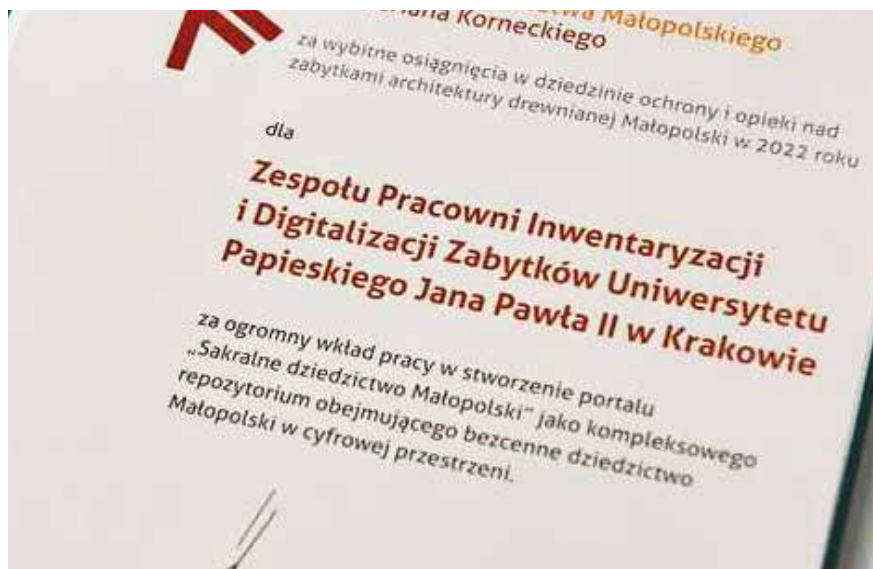 Małopolskiego
Korneckiego
za wybitne osiągnięcia w dziedzinie ochrony i opieki nad
zabytkami architektury drewnianej Małopolski w 2022 roku
dla
Zespołu Pracowni Inwentaryzacji
i Digitalizacji Zabytków Uniwersytetu
Papieskiego Jana Pawła II w Krakowie
za ogromny wkład pracy w stworzenie portalu
„Sakralne dziedzictwo Małopolski” jako kompleksowego
repozytorium obejmującego bezcenne dziedzictwo
Małopolski w cyfrowej przestrzeni.